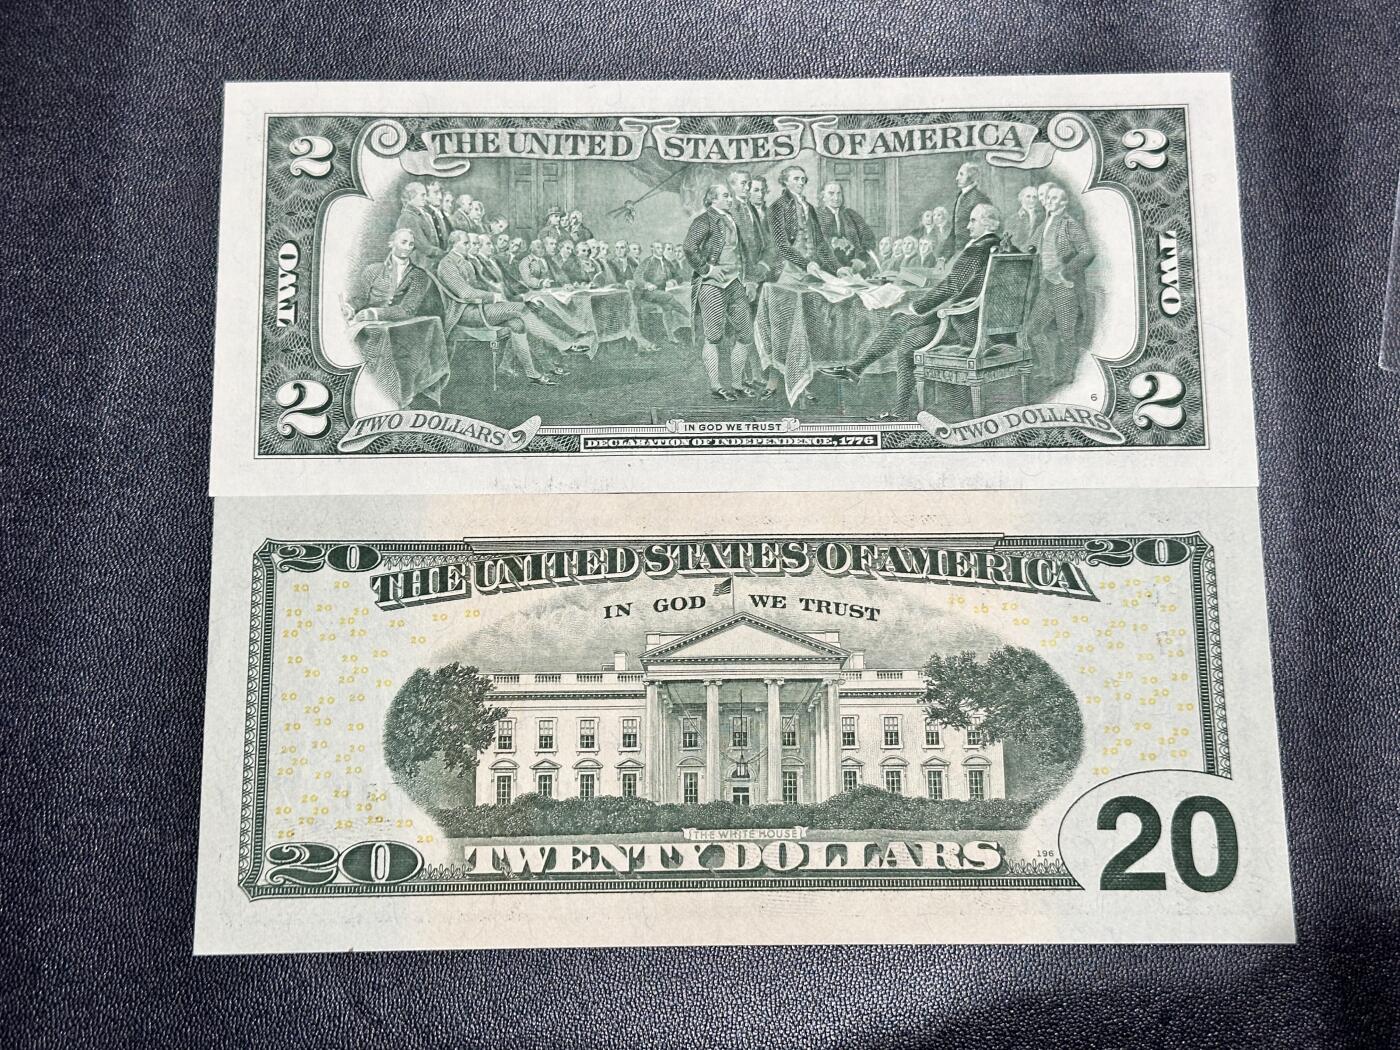 2 THE UNITED STATES OF AMERICA 2
TWO
TWO
6
2 TWO DOLLARS IN GOD WE TRUST TWO DOLLARS 2
DECLARATION OF INDEPENDENCE, 1776
20 THE UNITED STATES OF AMERICA 20
IN GOD WE TRUST
THE WHITE HOUSE
20 TWENTY DOLLARS 196 20